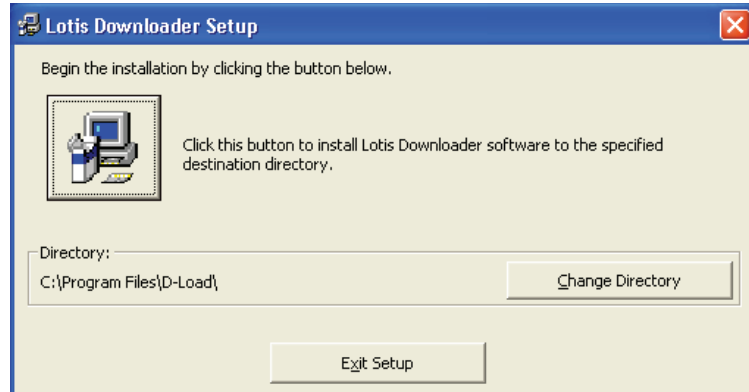 Lotis Downloader Setup
Begin the installation by clicking the button below.
Click this button to install Lotis Downloader software to the specified
destination directory.
Directory:
C:\Program Files\D-Load\
Change Directory
Exit Setup